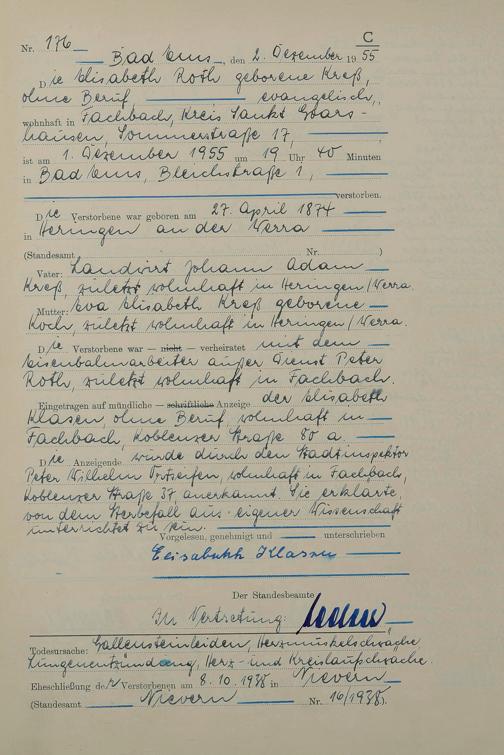 C
Nr. 176
Bad Ems, den 2. Dezember 1955
Die Elisabeth Roth geborene Kreß,
ohne Beruf, evangelisch,
wohnhaft in Fachbach, Kreis Sankt Goars-
hausen, Sommerstraße 17,
ist am 1. Dezember 1955 um 19 Uhr 40 Minuten
in Bad Ems, Bleichstraße 1,
verstorben.
Die Verstorbene war geboren am 27. April 1874
in Heringen an der Werra
(Standesamt Nr. )
Vater: Landwirt Johann Adam
Kreß, zuletzt wohnhaft in Heringen/Werra.
Mutter: Eva Elisabeth Kreß geborene
Koch, zuletzt wohnhaft in Heringen/Werra.
Die Verstorbene war — nicht — verheiratet mit dem
Eisenbahnarbeiter außer Dienst Peter
Roth, zuletzt wohnhaft in Fachbach.
Eingetragen auf mündliche — schriftliche Anzeige der Elisabeth
Klasen, ohne Beruf, wohnhaft in
Fachbach, Koblenzer Straße 80 a.
Die Anzeigende wurde durch den Stadtinspektor
Peter Wilhelm Ortseifen, wohnhaft in Fachbach,
Koblenzer Straße 37, anerkannt. Sie erklärte,
von dem Sterbefall aus eigener Wissenschaft
unterrichtet zu sein.
Vorgelesen, genehmigt und unterschrieben
Elisabeth Klasen
Der Standesbeamte
In Vertretung:
Todesursache: Gallensteinleiden, Herzmuskelschwäche
Lungenentzündung, Herz- und Kreislaufschwäche.
Eheschließung der Verstorbenen am 8.10.1938 in Nievern
(Standesamt Nievern Nr. 16/1938).